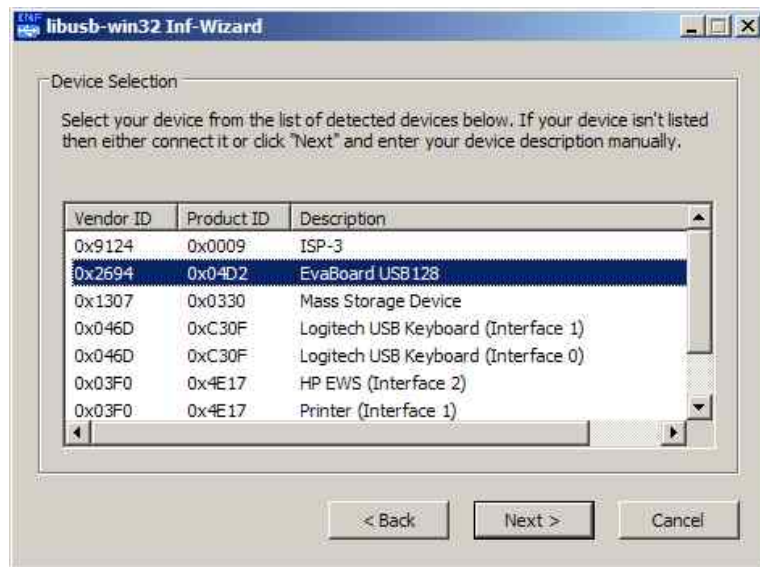 libusb-win32 Inf-Wizard
Device Selection
Select your device from the list of detected devices below. If your device isn't listed
then either connect it or click "Next" and enter your device description manually.
Vendor ID Product ID Description
0x9124 0x0009 ISP-3
0x2694 0x04D2 EvaBoard USB128
0x1307 0x0330 Mass Storage Device
0x046D 0xC30F Logitech USB Keyboard (Interface 1)
0x046D 0xC30F Logitech USB Keyboard (Interface 0)
0x03F0 0x4E17 HP EWS (Interface 2)
0x03F0 0x4E17 Printer (Interface 1)
< Back Next > Cancel